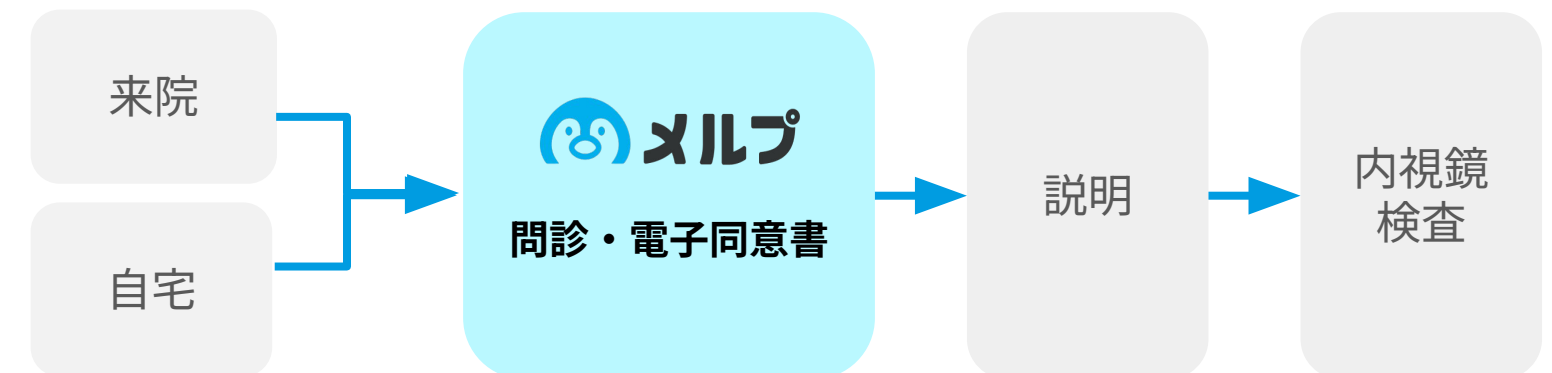 来院
自宅
メルプ
問診・電子同意書
説明
内視鏡
検査